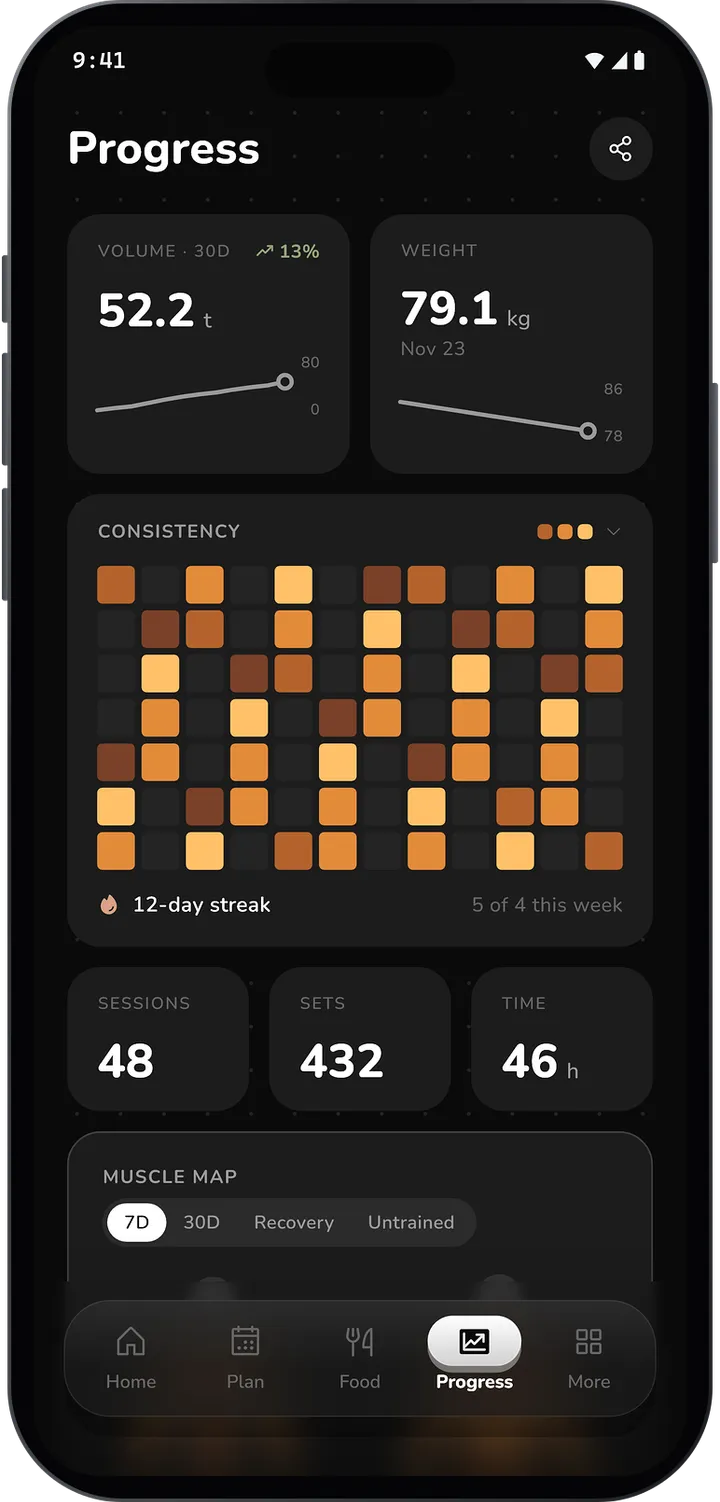 9:41
Progress
VOLUME · 30D 13%
52.2 t
80
0
WEIGHT
79.1 kg
Nov 23
86
78
CONSISTENCY
12-day streak
5 of 4 this week
SESSIONS
48
SETS
432
TIME
46 h
MUSCLE MAP
7D 30D Recovery Untrained
Home Plan Food Progress More